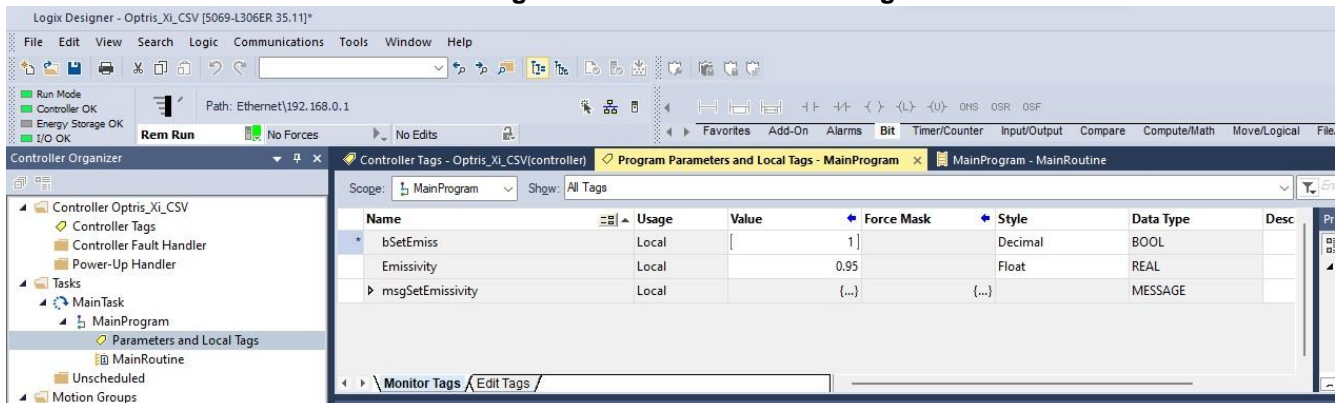 Logix Designer - Optris_Xi_CSV [5069-L306ER 35.11]*
File Edit View Search Logic Communications Tools Window Help
Run Mode
Controller OK
Energy Storage OK
I/O OK
Rem Run
Path: Ethernet\192.168.0.1
No Forces
No Edits
ONS OSR OSF
Favorites Add-On Alarms Bit Timer/Counter Input/Output Compare Compute/Math Move/Logical File
Controller Organizer
Controller Tags - Optris_Xi_CSV(controller) Program Parameters and Local Tags - MainProgram MainProgram - MainRoutine
Scope: MainProgram Show: All Tags
Controller Optris_Xi_CSV
Controller Tags
Controller Fault Handler
Power-Up Handler
Tasks
MainTask
MainProgram
Parameters and Local Tags
MainRoutine
Unscheduled
Motion Groups
Name Usage Value Force Mask Style Data Type Desc
* bSetEmiss Local 1 Decimal BOOL
Emissivity Local 0.95 Float REAL
msgSetEmissivity Local {...} {...} MESSAGE
Monitor Tags Edit Tags
Pr